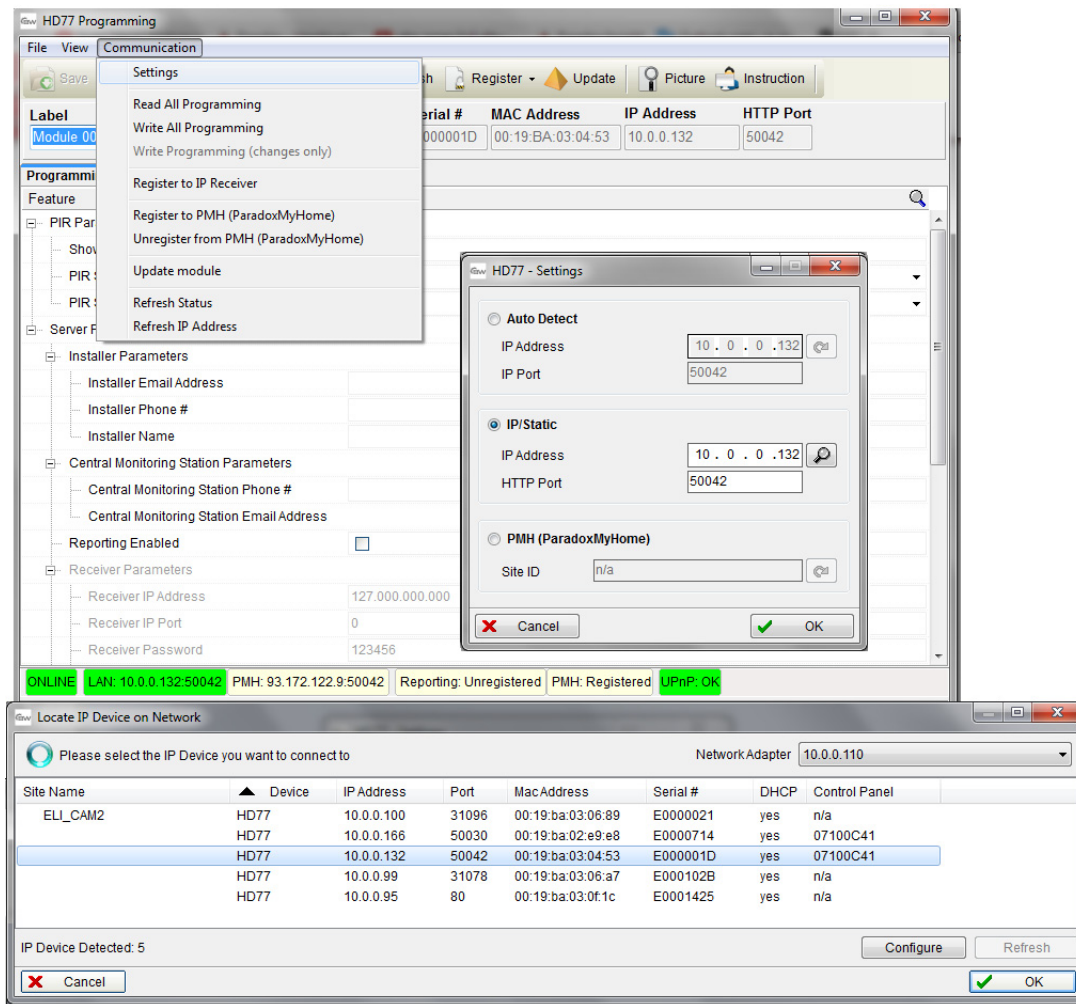 HD77 Programming
File View Communication
Save Register Update Picture Instruction
Settings
Read All Programming
Write All Programming
Write Programming (changes only)
Register to IP Receiver
Register to PMH (ParadoxMyHome)
Unregister from PMH (ParadoxMyHome)
Update module
Refresh Status
Refresh IP Address
Label MAC Address IP Address HTTP Port
Module 00 000001D 00:19:BA:03:04:53 10.0.0.132 50042
Feature
PIR
PIR
Installer Parameters
Installer Email Address
Installer Phone #
Installer Name
Central Monitoring Station Parameters
Central Monitoring Station Phone #
Central Monitoring Station Email Address
Reporting Enabled
Receiver Parameters
Receiver IP Address 127.000.000.000
Receiver IP Port 0
Receiver Password 123456
HD77 - Settings
Auto Detect
IP Address 10 . 0 . 0 .132
IP Port 50042
IP/Static
IP Address 10 . 0 . 0 .132
HTTP Port 50042
PMH (ParadoxMyHome)
Site ID n/a
Cancel OK
ONLINE LAN: 10.0.0.132:50042 PMH: 93.172.122.9:50042 Reporting: Unregistered PMH: Registered UPnP: OK
Locate IP Device on Network
Please select the IP Device you want to connect to Network Adapter 10.0.0.110
Site Name Device IP Address Port Mac Address Serial # DHCP Control Panel
ELI_CAM2 HD77 10.0.0.100 31096 00:19:ba:03:06:89 E0000021 yes n/a
HD77 10.0.0.166 50030 00:19:ba:02:e9:e8 E0000714 yes 07100C41
HD77 10.0.0.132 50042 00:19:ba:03:04:53 E000001D yes 07100C41
HD77 10.0.0.99 31078 00:19:ba:03:06:a7 E000102B yes n/a
HD77 10.0.0.95 80 00:19:ba:03:0f:1c E0001425 yes n/a
IP Device Detected: 5 Configure Refresh
Cancel OK